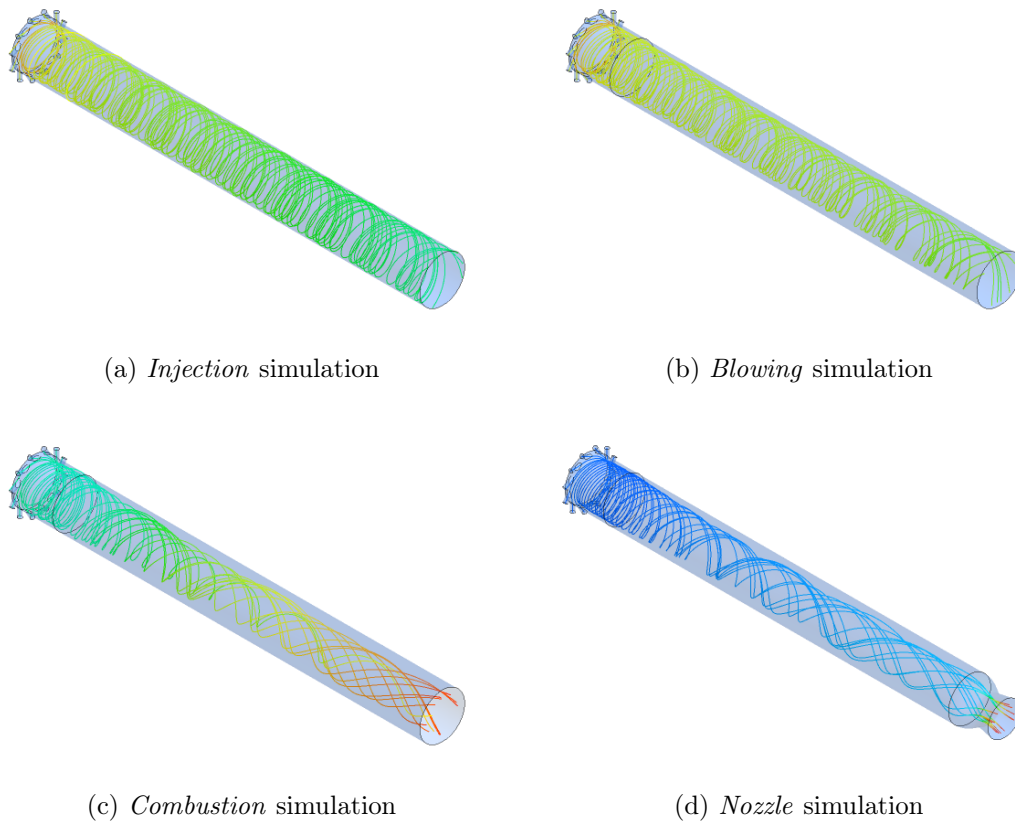 (a) Injection simulation
(b) Blowing simulation
(c) Combustion simulation
(d) Nozzle simulation